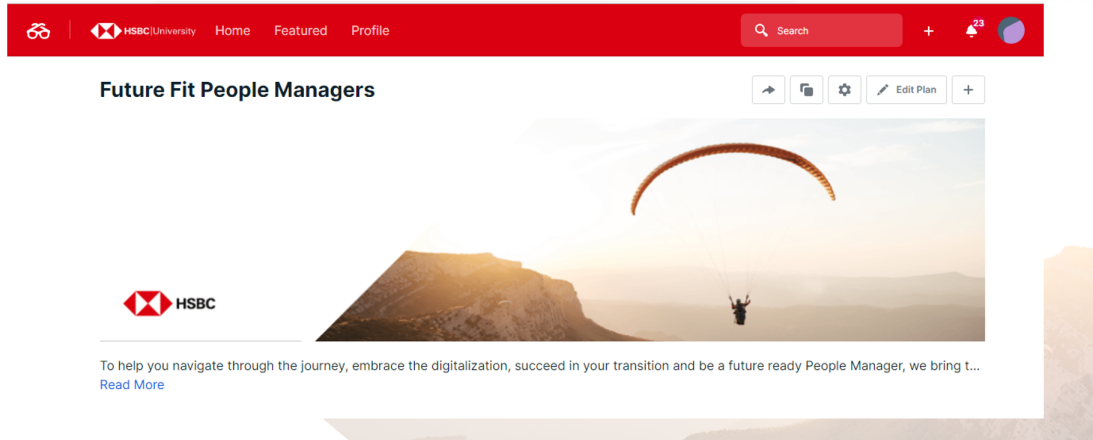 HSBC|University Home Featured Profile Search 23
Future Fit People Managers
Edit Plan
HSBC
To help you navigate through the journey, embrace the digitalization, succeed in your transition and be a future ready People Manager, we bring t...
Read More